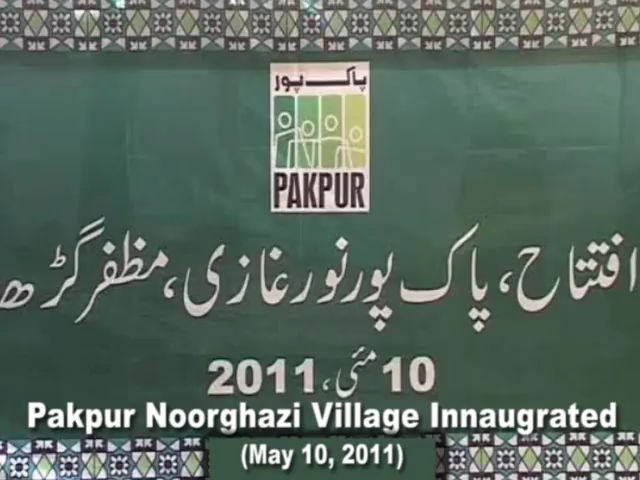 پاک پور
PAKPUR
افتتاح، پاک پور نور غازی، مظفر گڑھ
10 مئی، 2011
Pakpur Noorghazi Village Innaugrated
(May 10, 2011)